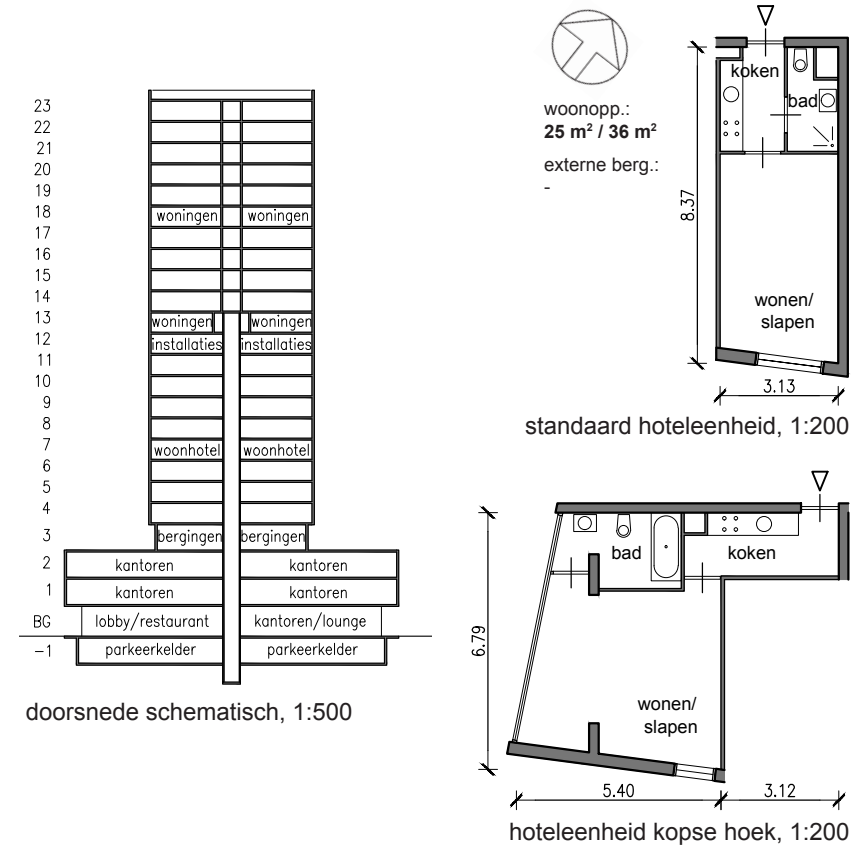 23
22
21
20
19
18 woningen woningen
17
16
15
14
13 woningen woningen
12 installaties installaties
11
10
9
8
7 woonhotel woonhotel
6
5
4
3 bergingen bergingen
2 kantoren kantoren
1 kantoren kantoren
BG lobby/restaurant kantoren/lounge
-1 parkeerkelder parkeerkelder
doorsnede schematisch, 1:500
woonopp.:
25 m² / 36 m²
externe berg.:
-
koken
bad
8.37
wonen/
slapen
3.13
standaard hoteleenheid, 1:200
bad koken
6.79
wonen/
slapen
5.40 3.12
hoteleenheid kopse hoek, 1:200